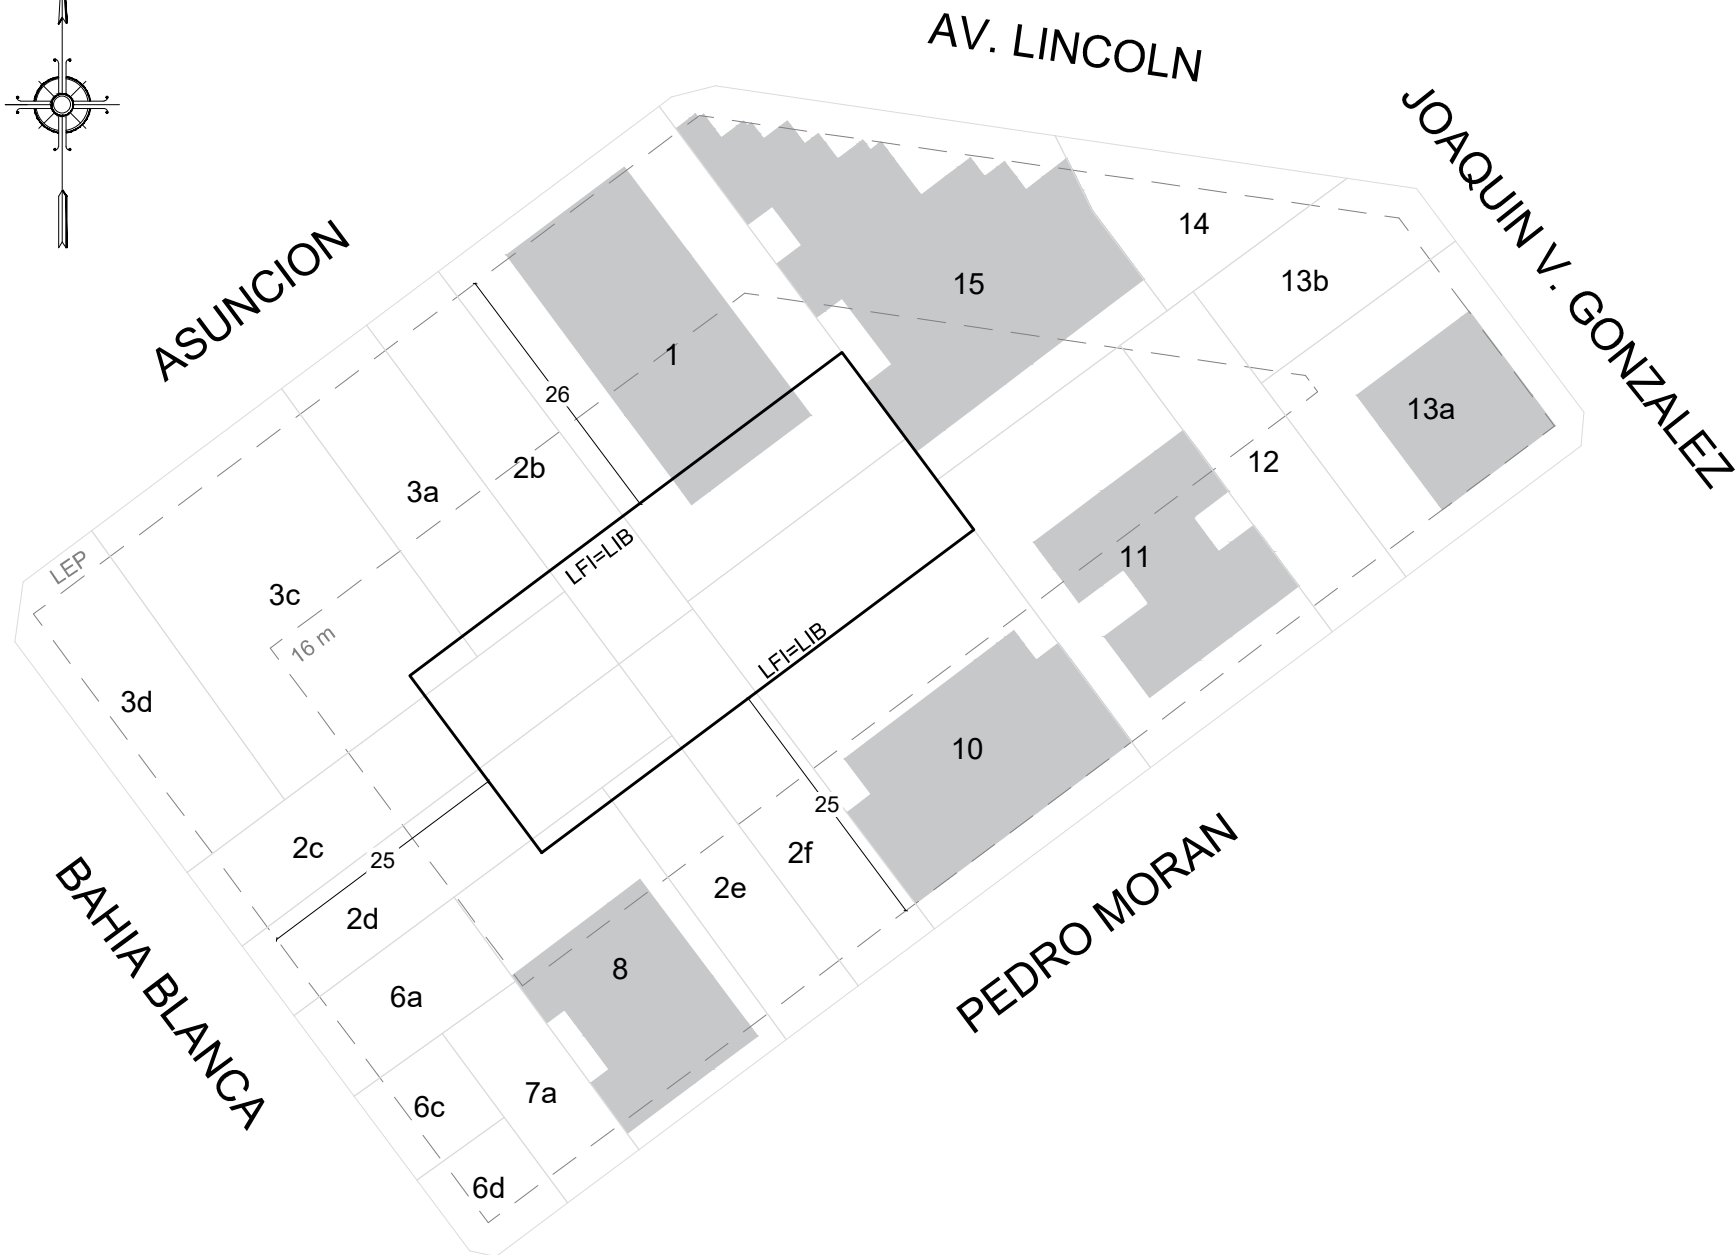 AV. LINCOLN
JOAQUIN V. GONZALEZ
ASUNCION
14
13b
15
1
26
13a
2b
12
3a
LFI=LIB
11
LEP
3c
16 m
LFI=LIB
3d
10
25
2c
25
2f
2e
2d
BAHIA BLANCA
PEDRO MORAN
8
6a
7a
6c
6d